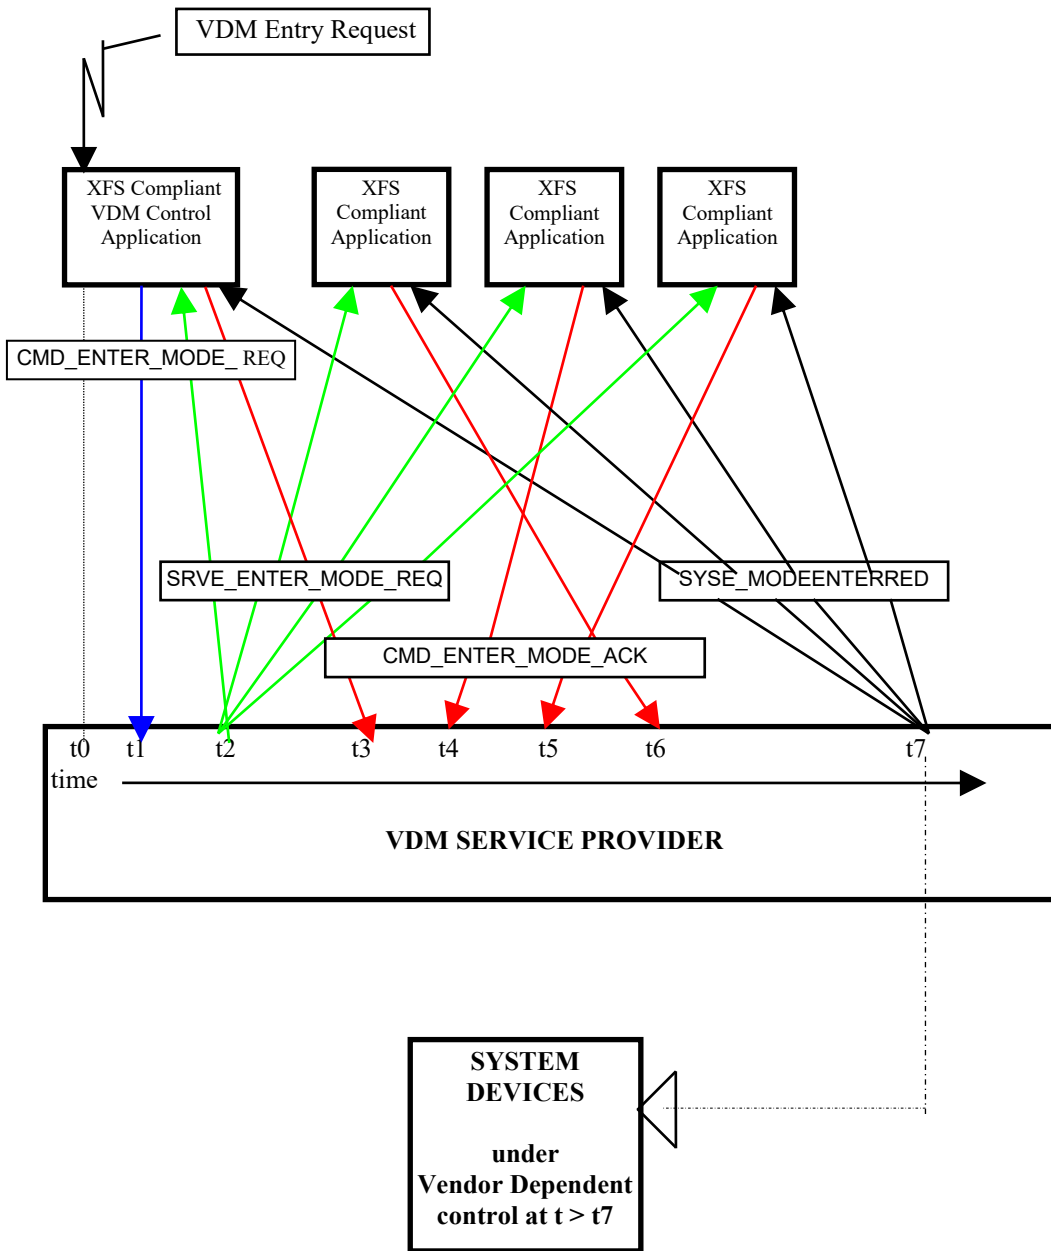 VDM Entry Request
XFS Compliant
VDM Control
Application
XFS
Compliant
Application
XFS
Compliant
Application
XFS
Compliant
Application
CMD_ENTER_MODE_ REQ
SRVE_ENTER_MODE_REQ
SYSE_MODEENTERRED
CMD_ENTER_MODE_ACK
t0 t1 t2 t3 t4 t5 t6 t7
time
VDM SERVICE PROVIDER
SYSTEM
DEVICES
under
Vendor Dependent
control at t > t7